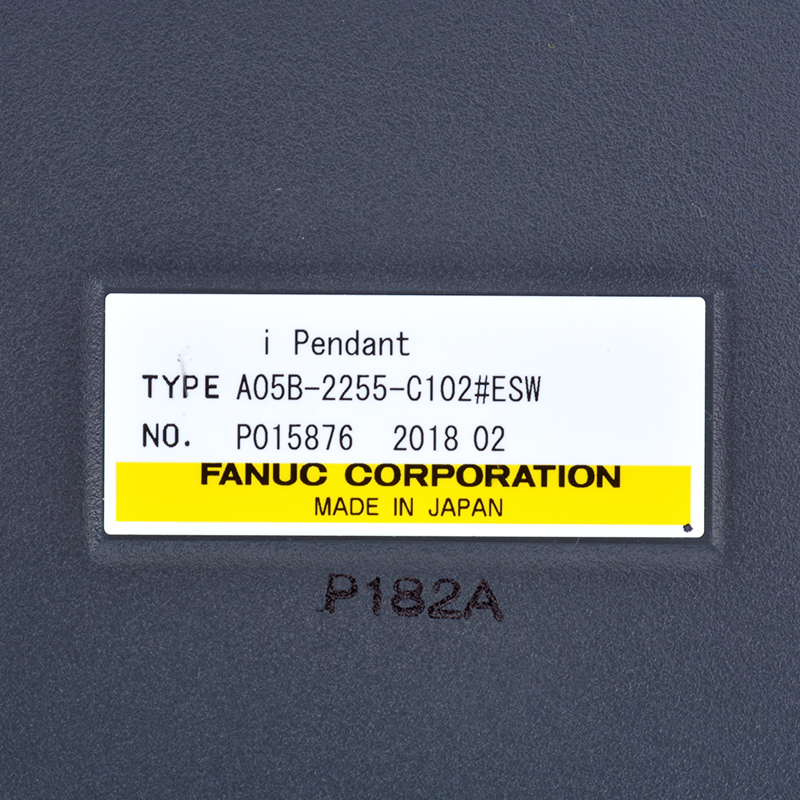 i Pendant
TYPE A05B-2255-C102#ESW
NO. P015876 2018 02
FANUC CORPORATION
MADE IN JAPAN
P182A